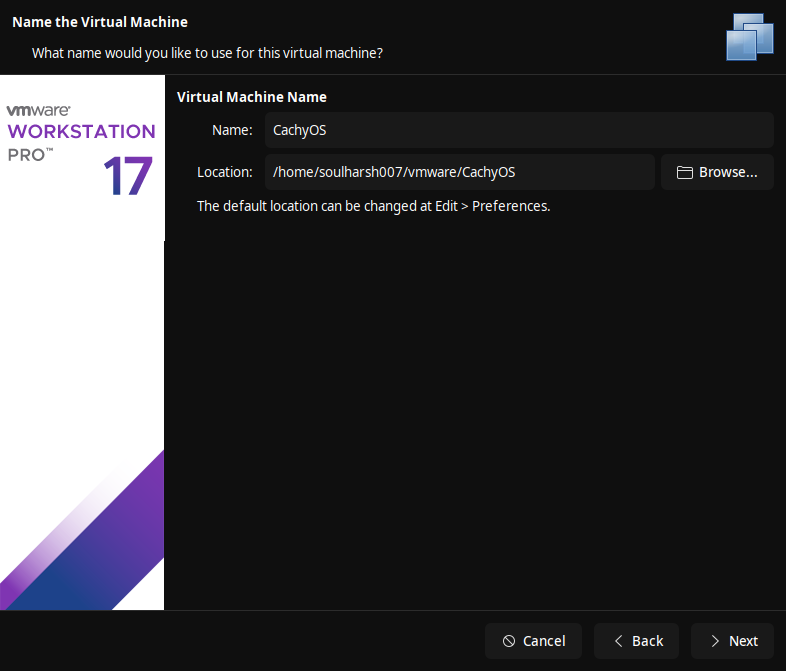 Name the Virtual Machine
What name would you like to use for this virtual machine?
vmware®
WORKSTATION
PRO™
17
Virtual Machine Name
Name: CachyOS
Location: /home/soulharsh007/vmware/CachyOS Browse...
The default location can be changed at Edit > Preferences.
Cancel Back Next